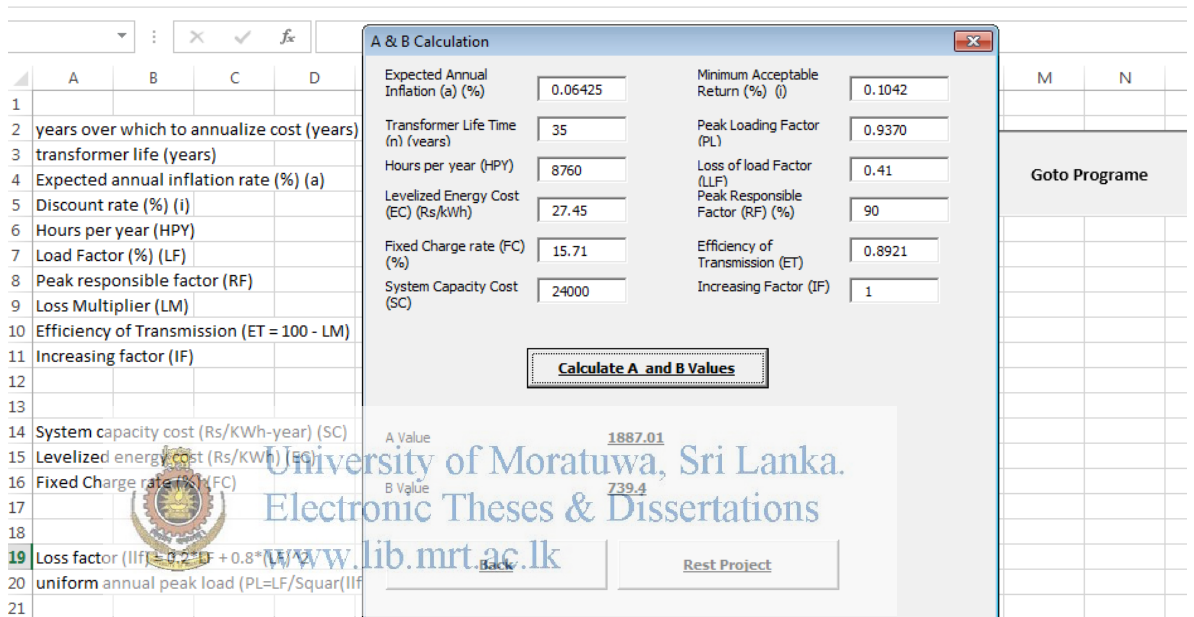 fx
A & B Calculation
A B C D M N
Expected Annual
Inflation (a) (%) 0.06425
Minimum Acceptable
Return (%) (i) 0.1042
Transformer Life Time
(n) (years) 35
Peak Loading Factor
(PL) 0.9370
Hours per year (HPY) 8760
Loss of load Factor
(LLF) 0.41
Levelized Energy Cost
(EC) (Rs/kWh) 27.45
Peak Responsible
Factor (RF) (%) 90
Fixed Charge rate (FC)
(%) 15.71
Efficiency of
Transmission (ET) 0.8921
System Capacity Cost
(SC) 24000
Increasing Factor (IF) 1
Calculate A and B Values
A Value 1887.01
B Value 739.4
Back Rest Project
Goto Programe
1
2 years over which to annualize cost (years)
3 transformer life (years)
4 Expected annual inflation rate (%) (a)
5 Discount rate (%) (i)
6 Hours per year (HPY)
7 Load Factor (%) (LF)
8 Peak responsible factor (RF)
9 Loss Multiplier (LM)
10 Efficiency of Transmission (ET = 100 - LM)
11 Increasing factor (IF)
12
13
14 System capacity cost (Rs/KWh-year) (SC)
15 Levelized energy cost (Rs/KWh) (EC)
16 Fixed Charge rate (%) (FC)
17
18
19 Loss factor (llf) = 0.2*LF + 0.8*(LF)^2
20 uniform annual peak load (PL=LF/Squar(llf
21
University of Moratuwa, Sri Lanka.
Electronic Theses & Dissertations
www.lib.mrt.ac.lk